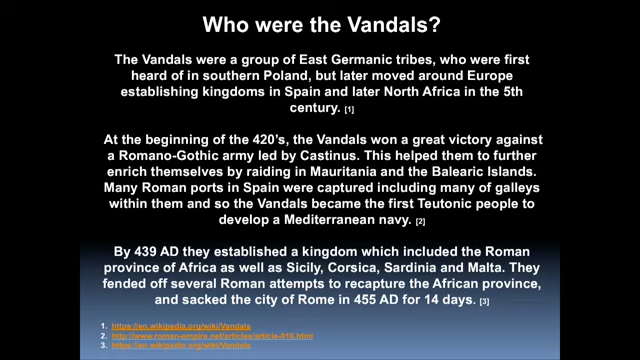 Who were the Vandals?
The Vandals were a group of East Germanic tribes, who were first
heard of in southern Poland, but later moved around Europe
establishing kingdoms in Spain and later North Africa in the 5th
century. [1]
At the beginning of the 420's, the Vandals won a great victory against
a Romano-Gothic army led by Castinus. This helped them to further
enrich themselves by raiding in Mauritania and the Balearic Islands.
Many Roman ports in Spain were captured including many of galleys
within them and so the Vandals became the first Teutonic people to
develop a Mediterranean navy. [2]
By 439 AD they established a kingdom which included the Roman
province of Africa as well as Sicily, Corsica, Sardinia and Malta. They
fended off several Roman attempts to recapture the African province,
and sacked the city of Rome in 455 AD for 14 days. [3]
1. https://en.wikipedia.org/wiki/Vandals
2. http://www.roman-empire.net/articles/article-016.html
3. https://en.wikipedia.org/wiki/Vandals